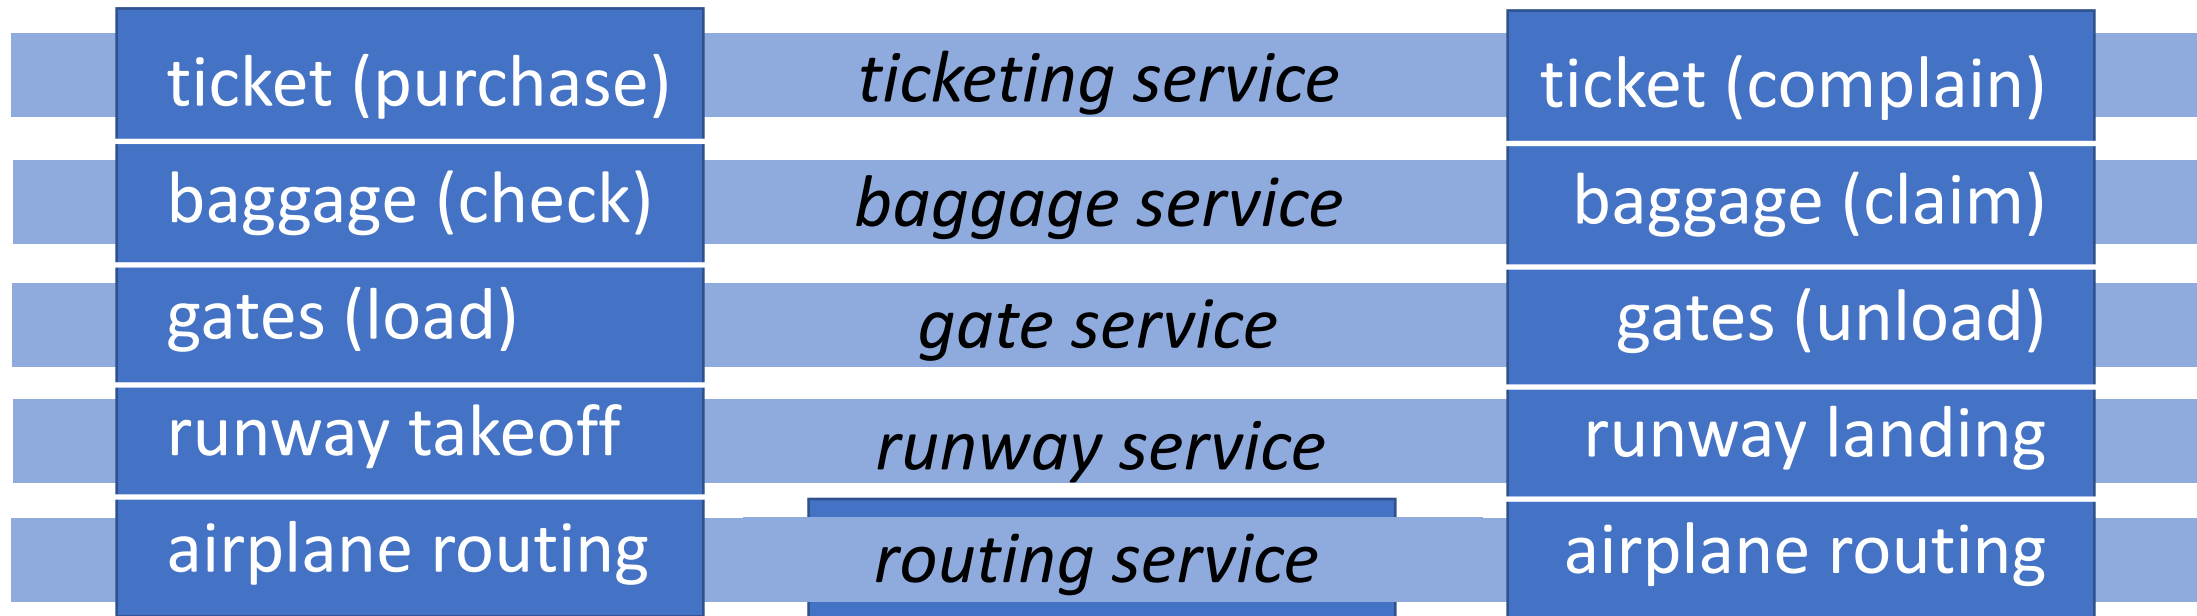 ticket (purchase) ticketing service ticket (complain)
baggage (check) baggage service baggage (claim)
gates (load) gate service gates (unload)
runway takeoff runway service runway landing
airplane routing routing service airplane routing